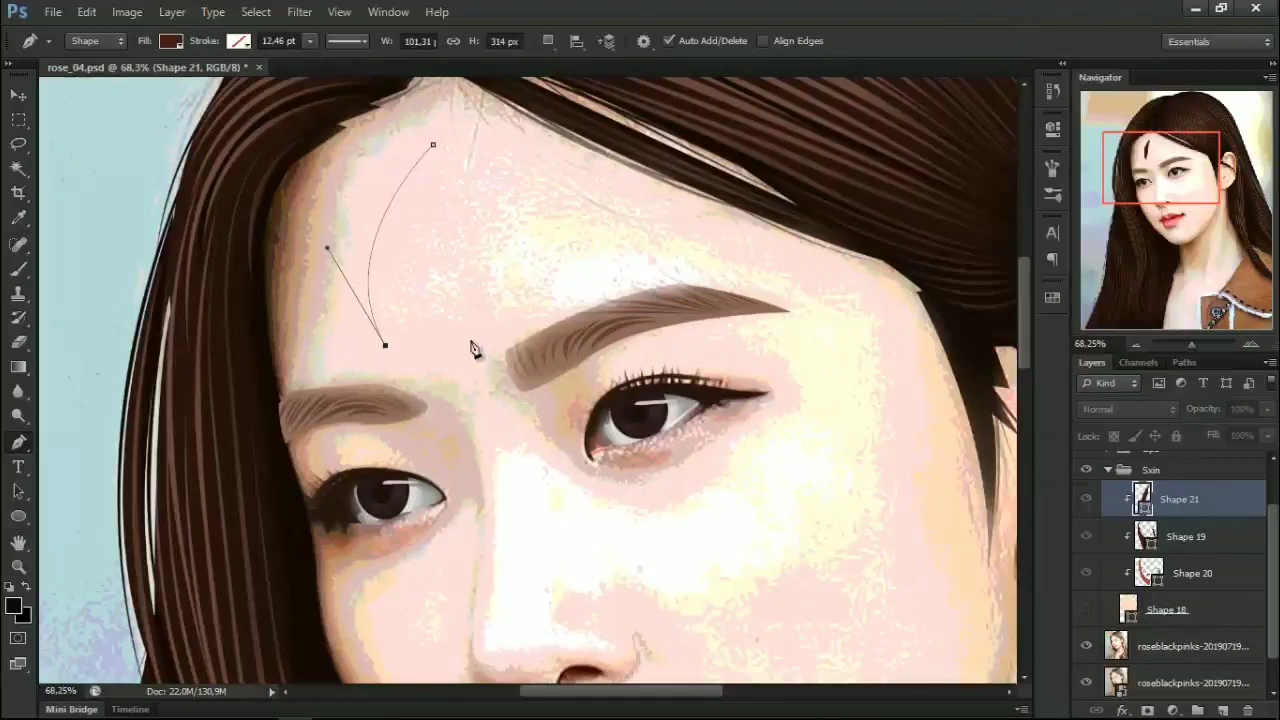 Ps File Edit Image Layer Type Select Filter View Window Help
Shape Fill: Stroke: 12,46 pt W: 101,31 H: 314 px Auto Add/Delete Align Edges Essentials
rose_04.psd @ 68,3% (Shape 21, RGB/8) * ×
Navigator
68,25%
Layers Channels Paths
Kind
Normal Opacity: 100%
Lock: Fill: 100%
Sxin
Shape 21
Shape 19
Shape 20
Shape 18
roseblackpinks-20190719...
roseblackpinks-20190719...
68,25% Doc: 22,0M/130,9M
Mini Bridge Timeline